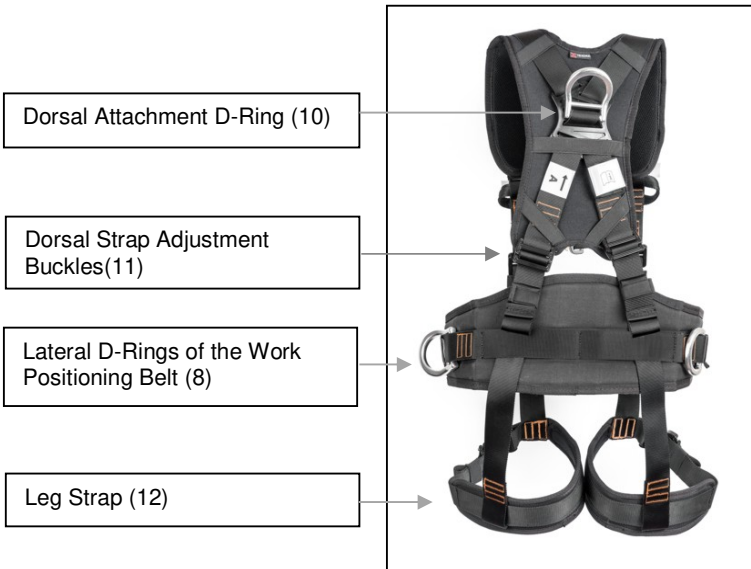 Dorsal Attachment D-Ring (10)
A
Dorsal Strap Adjustment
Buckles(11)
Lateral D-Rings of the Work
Positioning Belt (8)
Leg Strap (12)